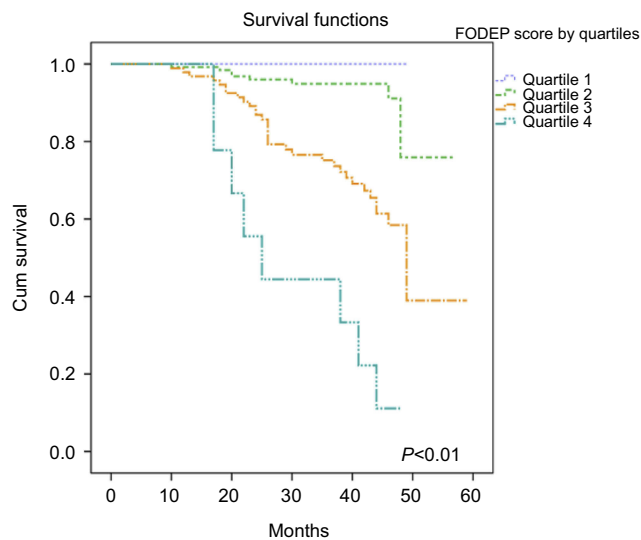 Survival functions
FODEP score by quartiles
Quartile 1
Quartile 2
Quartile 3
Quartile 4
1.0
0.8
0.6
0.4
0.2
0.0
Cum survival
P<0.01
0 10 20 30 40 50 60
Months